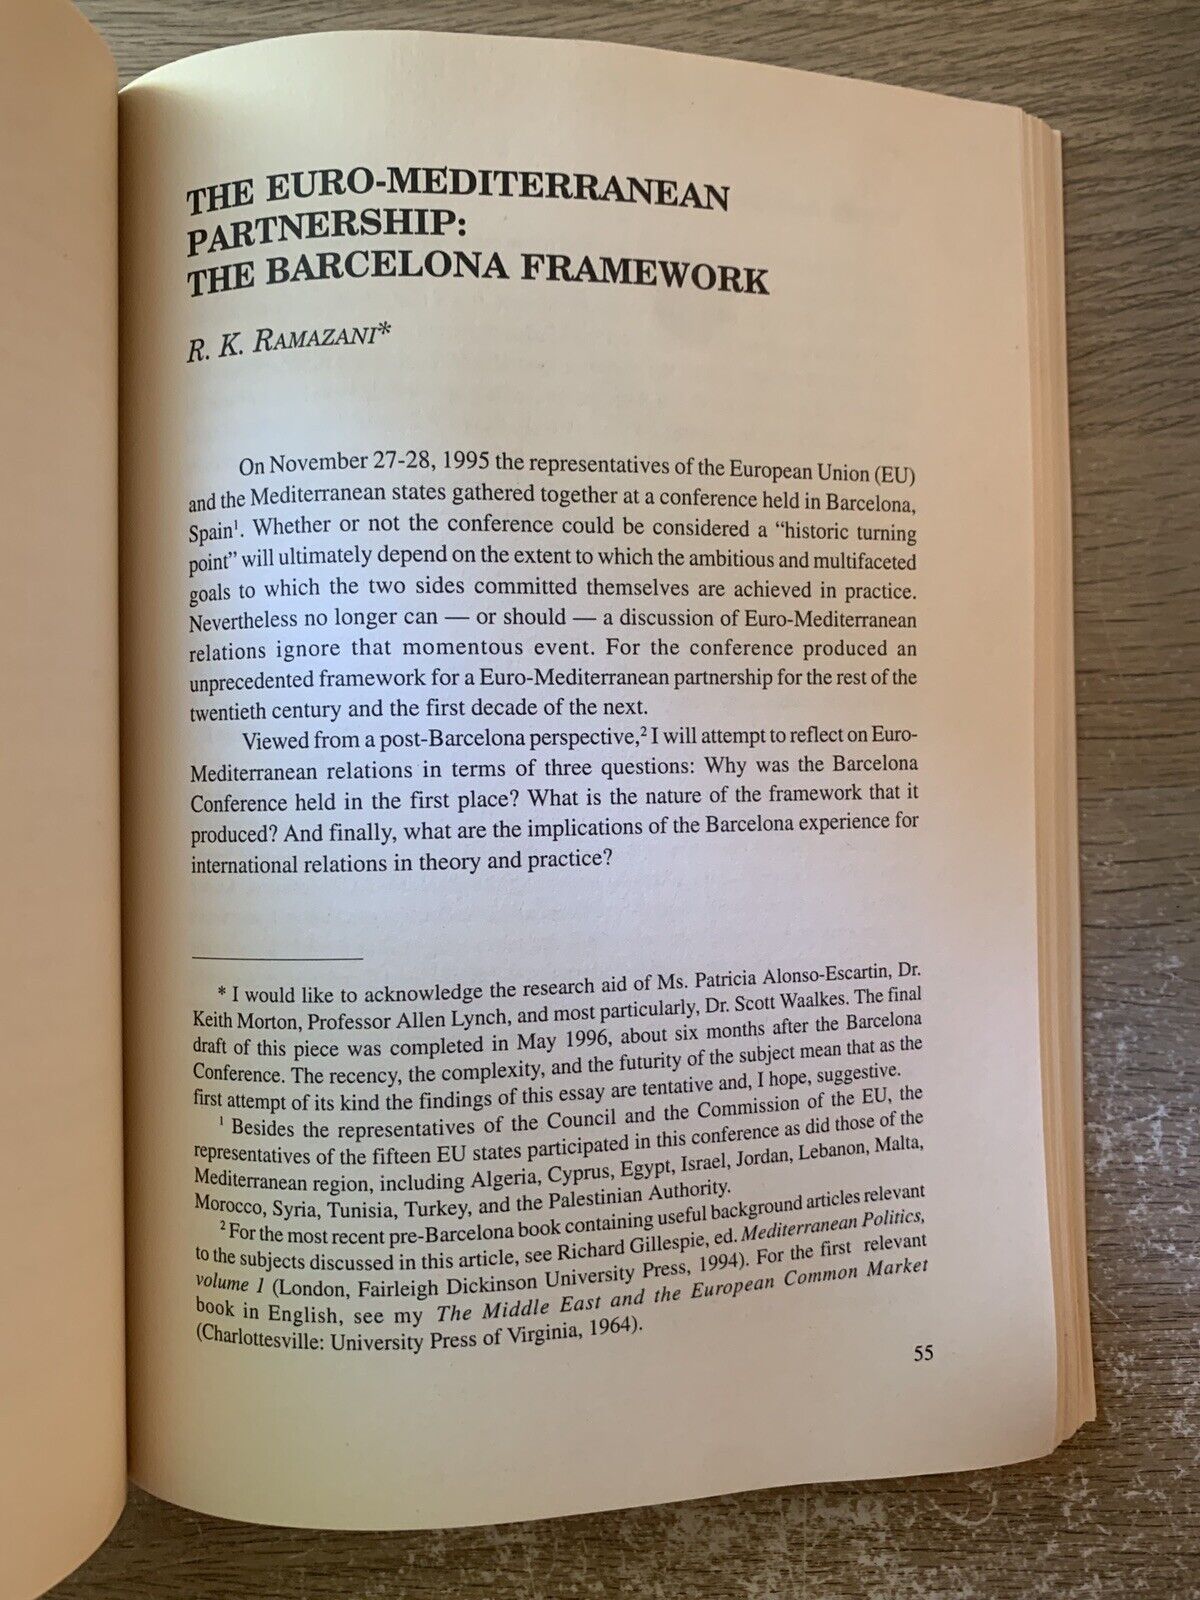 THE EURO-MEDITERRANEAN
PARTNERSHIP:
THE BARCELONA FRAMEWORK
R. K. RAMAZANI*
On November 27-28, 1995 the representatives of the European Union (EU)
and the Mediterranean states gathered together at a conference held in Barcelona,
Spain¹. Whether or not the conference could be considered a “historic turning
point” will ultimately depend on the extent to which the ambitious and multifaceted
goals to which the two sides committed themselves are achieved in practice.
Nevertheless no longer can — or should — a discussion of Euro-Mediterranean
relations ignore that momentous event. For the conference produced an
unprecedented framework for a Euro-Mediterranean partnership for the rest of the
twentieth century and the first decade of the next.
Viewed from a post-Barcelona perspective,² I will attempt to reflect on Euro-
Mediterranean relations in terms of three questions: Why was the Barcelona
Conference held in the first place? What is the nature of the framework that it
produced? And finally, what are the implications of the Barcelona experience for
international relations in theory and practice?
* I would like to acknowledge the research aid of Ms. Patricia Alonso-Escartin, Dr.
Keith Morton, Professor Allen Lynch, and most particularly, Dr. Scott Waalkes. The final
draft of this piece was completed in May 1996, about six months after the Barcelona
Conference. The recency, the complexity, and the futurity of the subject mean that as the
first attempt of its kind the findings of this essay are tentative and, I hope, suggestive.
¹ Besides the representatives of the Council and the Commission of the EU, the
representatives of the fifteen EU states participated in this conference as did those of the
Mediterranean region, including Algeria, Cyprus, Egypt, Israel, Jordan, Lebanon, Malta,
Morocco, Syria, Tunisia, Turkey, and the Palestinian Authority.
² For the most recent pre-Barcelona book containing useful background articles relevant
to the subjects discussed in this article, see Richard Gillespie, ed. Mediterranean Politics,
volume 1 (London, Fairleigh Dickinson University Press, 1994). For the first relevant
book in English, see my The Middle East and the European Common Market
(Charlottesville: University Press of Virginia, 1964).
55